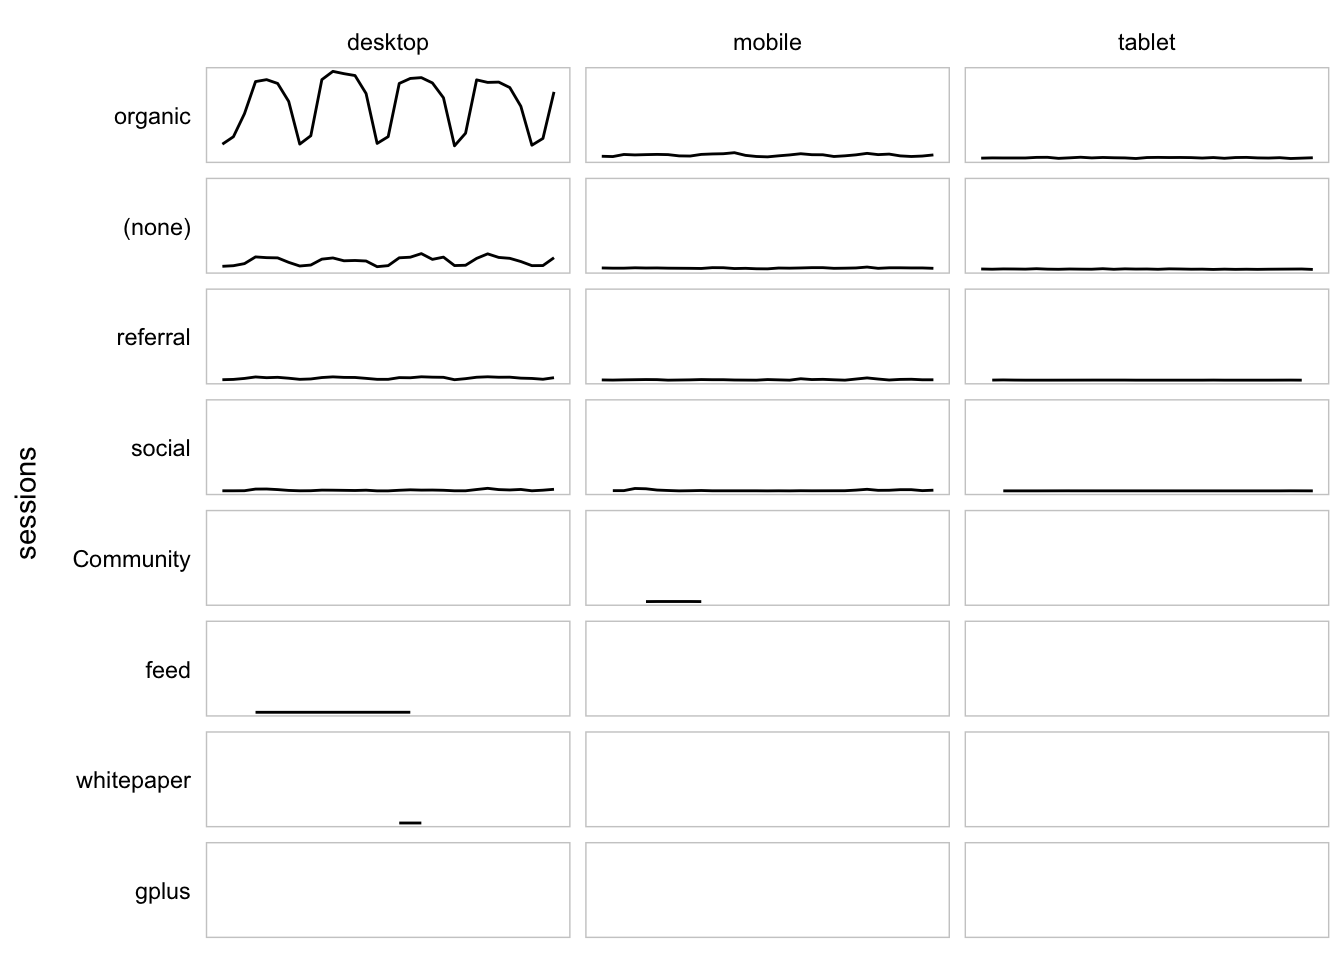 desktop
mobile
tablet
organic
(none)
referral
social
Community
feed
whitepaper
gplus
sessions